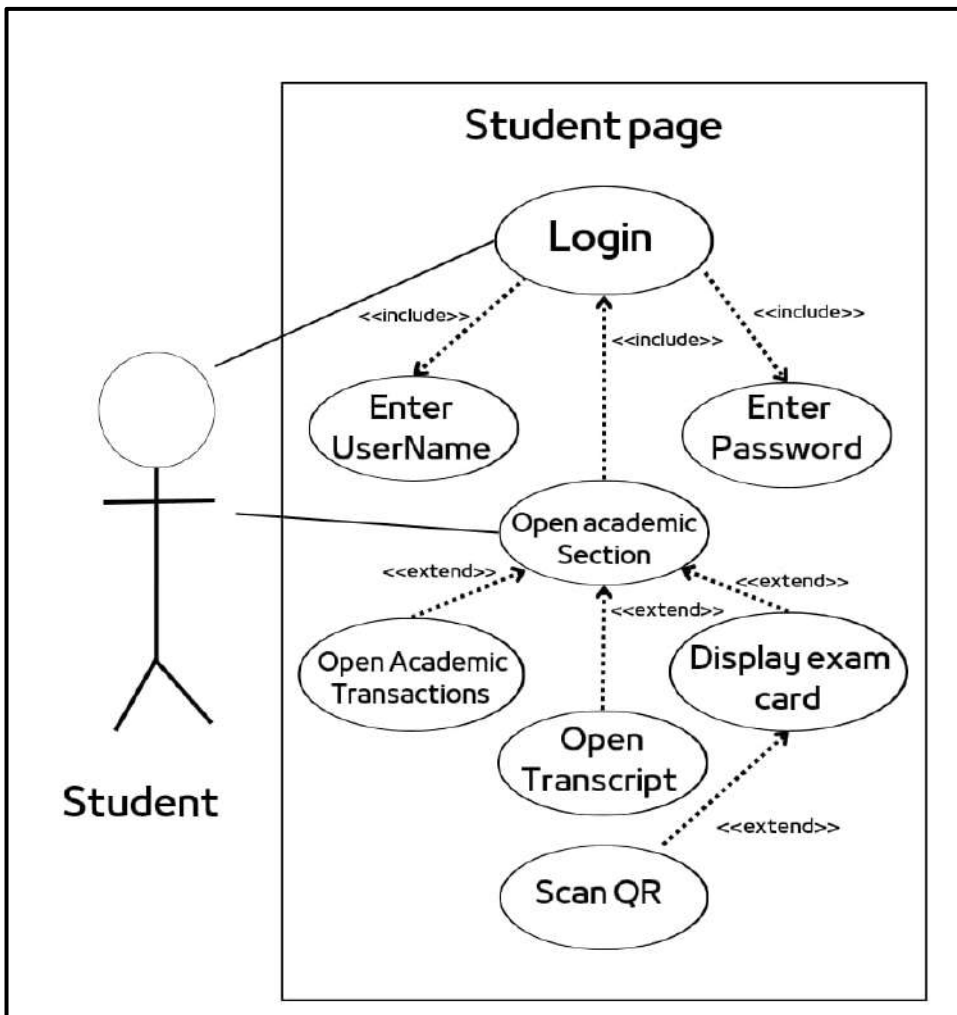 Student page
Login
<<include>>
<<include>>
<<include>>
Enter
UserName
Enter
Password
Open academic
Section
<<extend>>
<<extend>>
<<extend>>
Open Academic
Transactions
Display exam
card
Open
Transcript
Student
<<extend>>
Scan QR